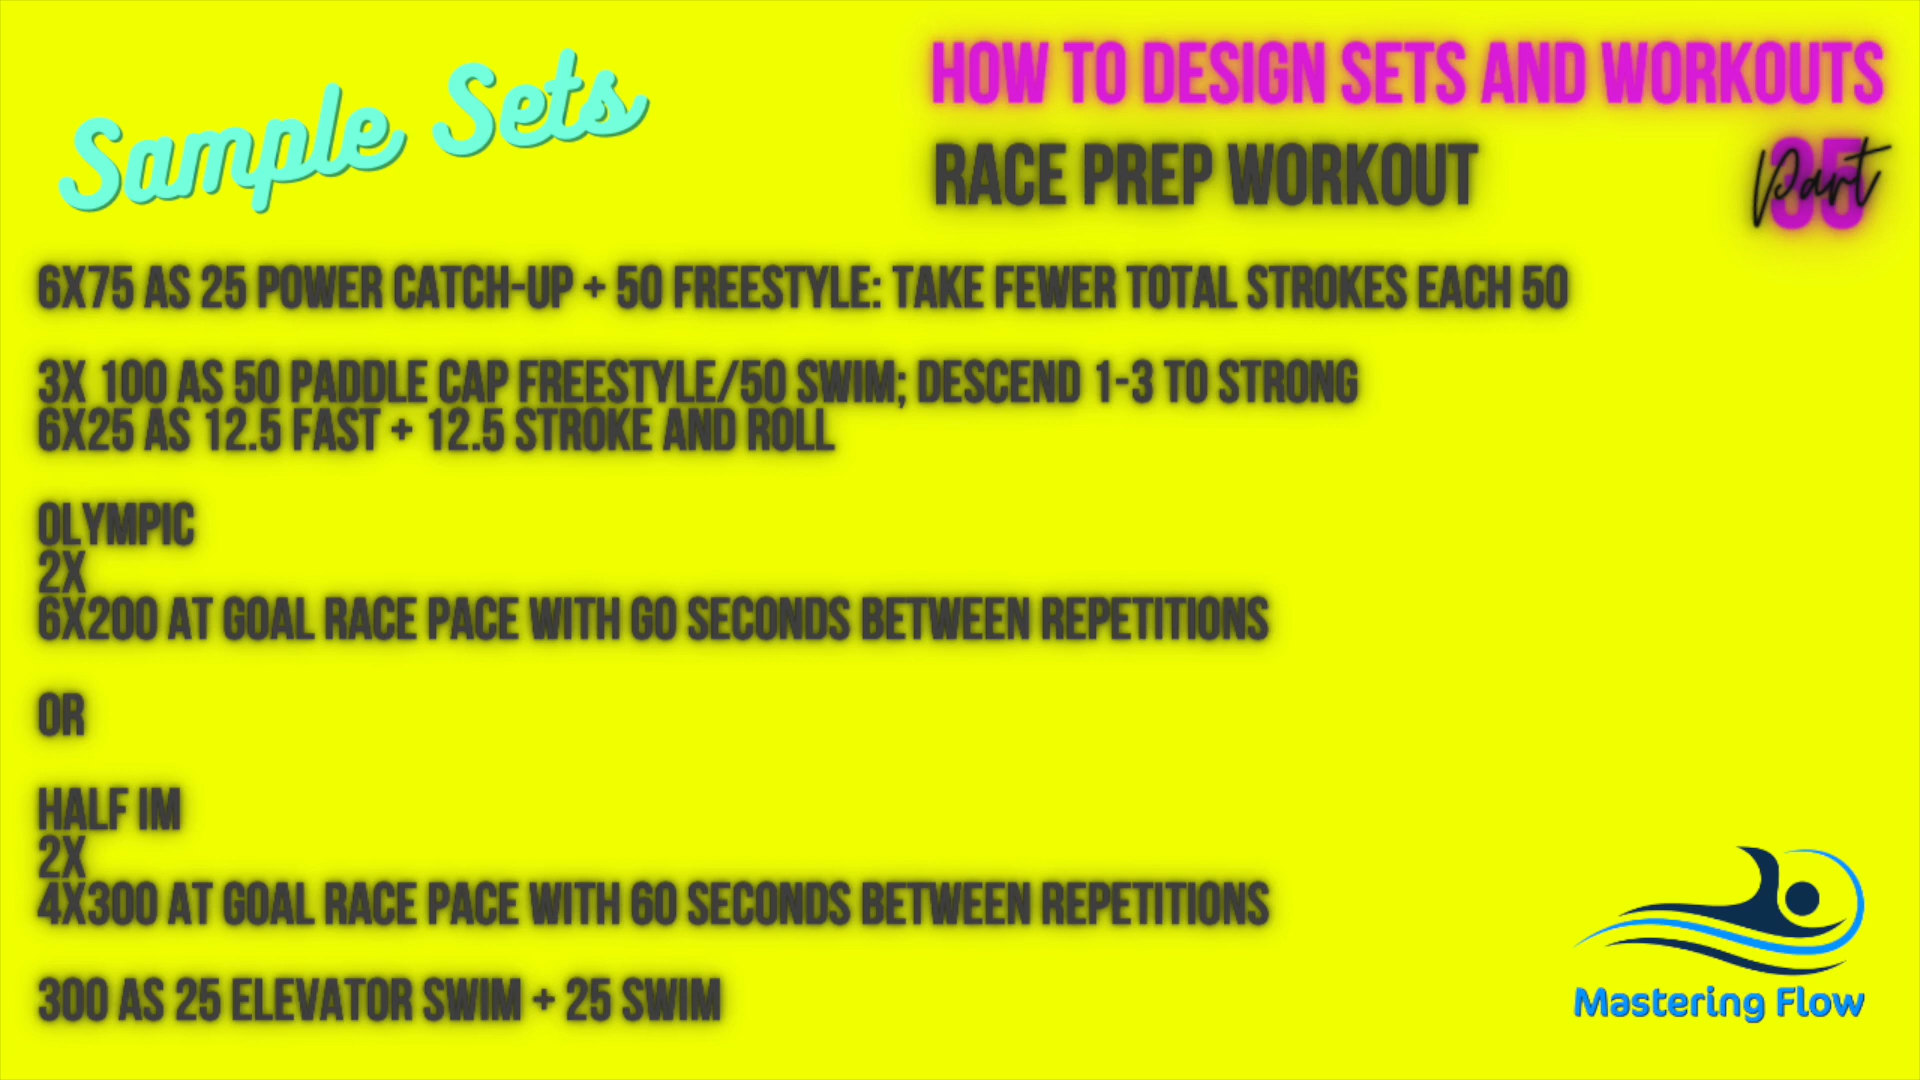 Sample Sets
HOW TO DESIGN SETS AND WORKOUTS
RACE PREP WORKOUT
Part 35
6X75 AS 25 POWER CATCH-UP + 50 FREESTYLE: TAKE FEWER TOTAL STROKES EACH 50
3X 100 AS 50 PADDLE CAP FREESTYLE/50 SWIM; DESCEND 1-3 TO STRONG
6X25 AS 12.5 FAST + 12.5 STROKE AND ROLL
OLYMPIC
2X
6X200 AT GOAL RACE PACE WITH GO SECONDS BETWEEN REPETITIONS
OR
HALF IM
2X
4X300 AT GOAL RACE PACE WITH 60 SECONDS BETWEEN REPETITIONS
300 AS 25 ELEVATOR SWIM + 25 SWIM
Mastering Flow